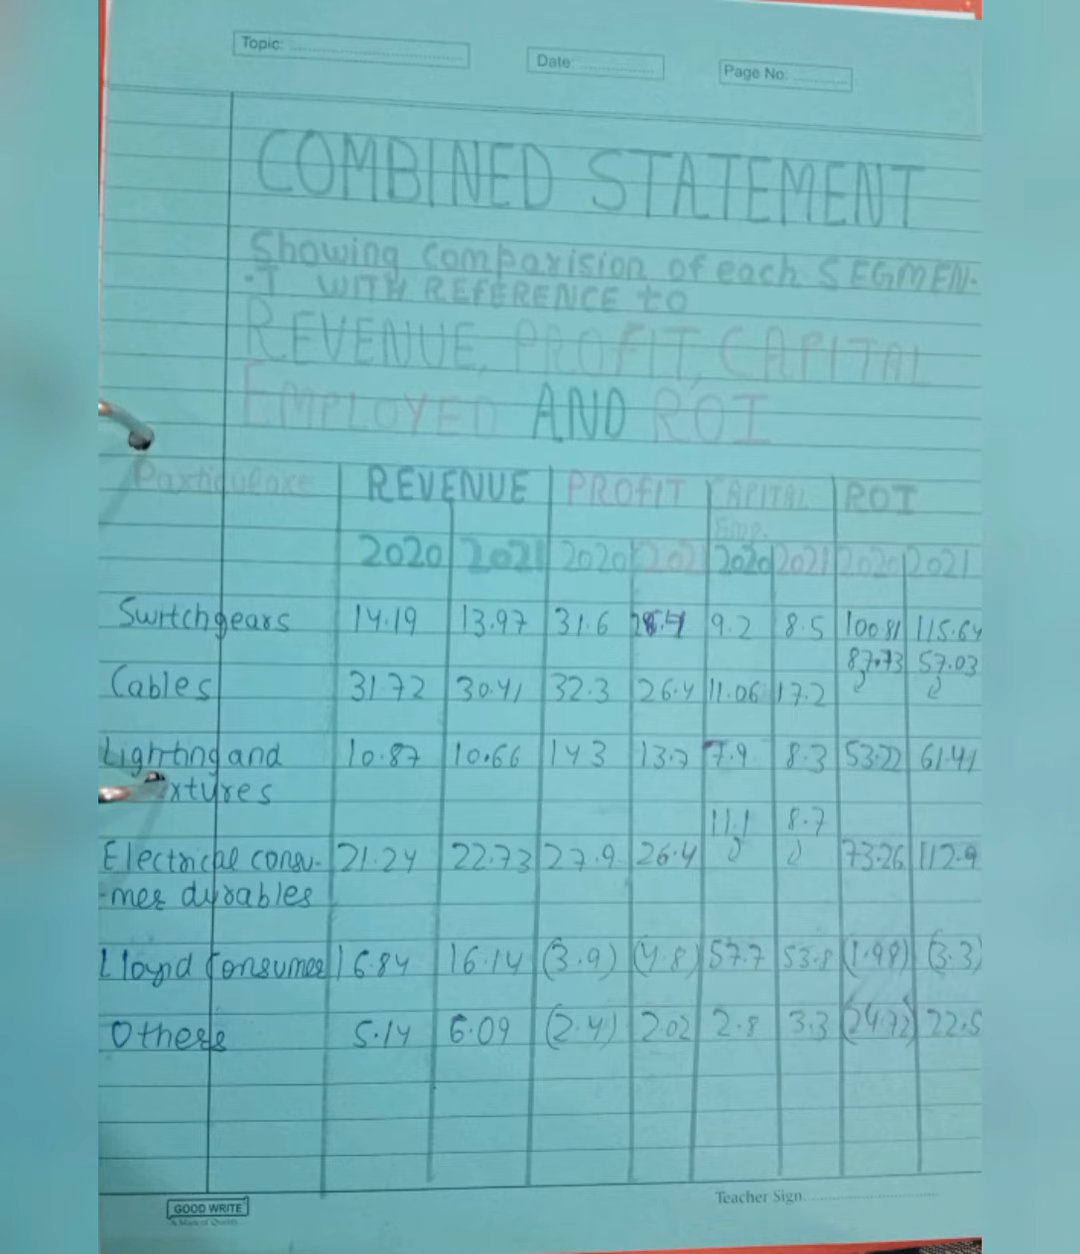 Topic:
Date:
Page No:
COMBINED STATEMENT
Showing Comparision of each SEGMEN-
-T WITH REFERENCE to
REVENUE, PROFIT, CAPITAL
EMPLOYED AND ROI
Particulare REVENUE PROFIT CAPITAL Emp. ROI
2020 2021 2020 2021 2020 2021 2020 2021
Switchgears 14.19 13.97 31.6 9.2 8.5 100.81 115.64
87.73 57.03
Cables 31.72 30.41 32.3 26.4 11.06 17.2
Lighting and 10.87 10.66 14.3 13.7 7.9 8.3 53.22 61.41
xtures
11.1 8.7
Electrical consu- 21.24 22.73 27.9 26.4 73.26 112.9
-mer durables
Lloyd Consumer 16.84 16.14 (3.9) (4.8) 57.7 53.8 (1.98) (3.3)
Others 5.14 6.09 (2.4) 2.02 2.8 3.3 (24.72) 22.5
GOOD WRITE
A Mark of Quality
Teacher Sign.